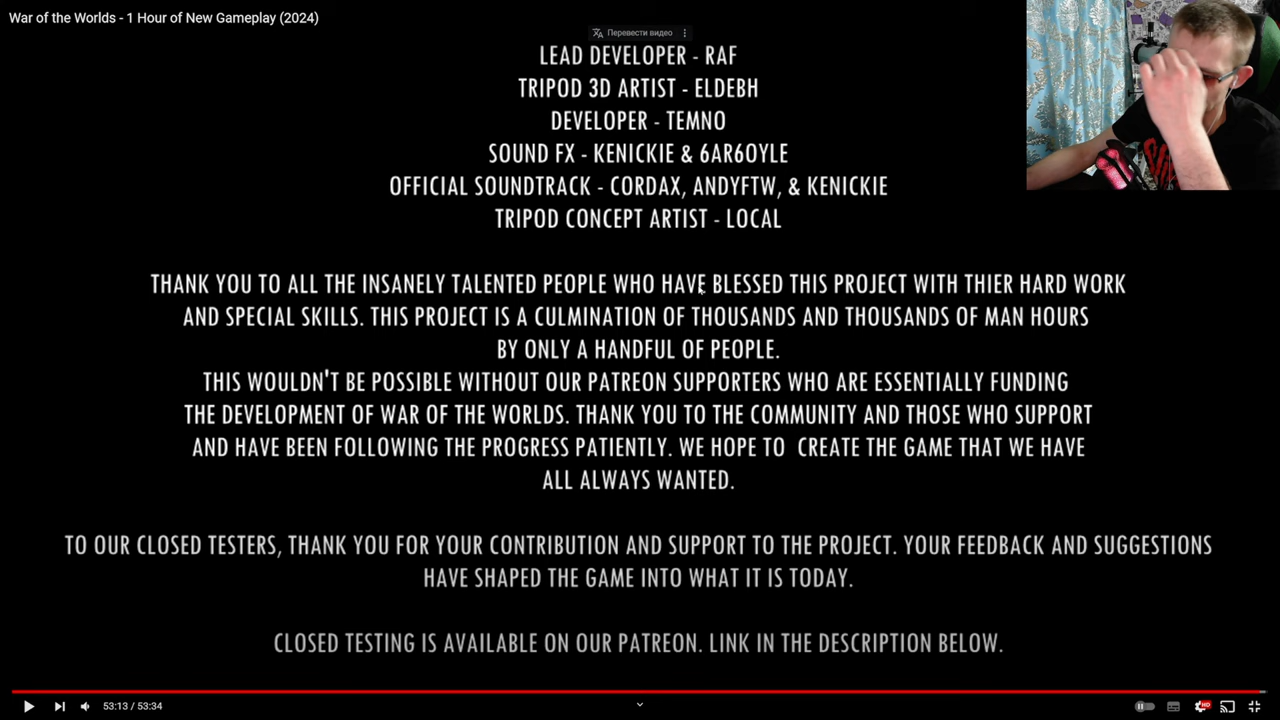 War of the Worlds - 1 Hour of New Gameplay (2024)
Перевести видео
LEAD DEVELOPER - RAF
TRIPOD 3D ARTIST - ELDEBH
DEVELOPER - TEMNO
SOUND FX - KENICKIE & 6AR6OYLE
OFFICIAL SOUNDTRACK - CORDAX, ANDYFTW, & KENICKIE
TRIPOD CONCEPT ARTIST - LOCAL
THANK YOU TO ALL THE INSANELY TALENTED PEOPLE WHO HAVE BLESSED THIS PROJECT WITH THIER HARD WORK
AND SPECIAL SKILLS. THIS PROJECT IS A CULMINATION OF THOUSANDS AND THOUSANDS OF MAN HOURS
BY ONLY A HANDFUL OF PEOPLE.
THIS WOULDN'T BE POSSIBLE WITHOUT OUR PATREON SUPPORTERS WHO ARE ESSENTIALLY FUNDING
THE DEVELOPMENT OF WAR OF THE WORLDS. THANK YOU TO THE COMMUNITY AND THOSE WHO SUPPORT
AND HAVE BEEN FOLLOWING THE PROGRESS PATIENTLY. WE HOPE TO CREATE THE GAME THAT WE HAVE
ALL ALWAYS WANTED.
TO OUR CLOSED TESTERS, THANK YOU FOR YOUR CONTRIBUTION AND SUPPORT TO THE PROJECT. YOUR FEEDBACK AND SUGGESTIONS
HAVE SHAPED THE GAME INTO WHAT IT IS TODAY.
CLOSED TESTING IS AVAILABLE ON OUR PATREON. LINK IN THE DESCRIPTION BELOW.
53:13 / 53:34
HD